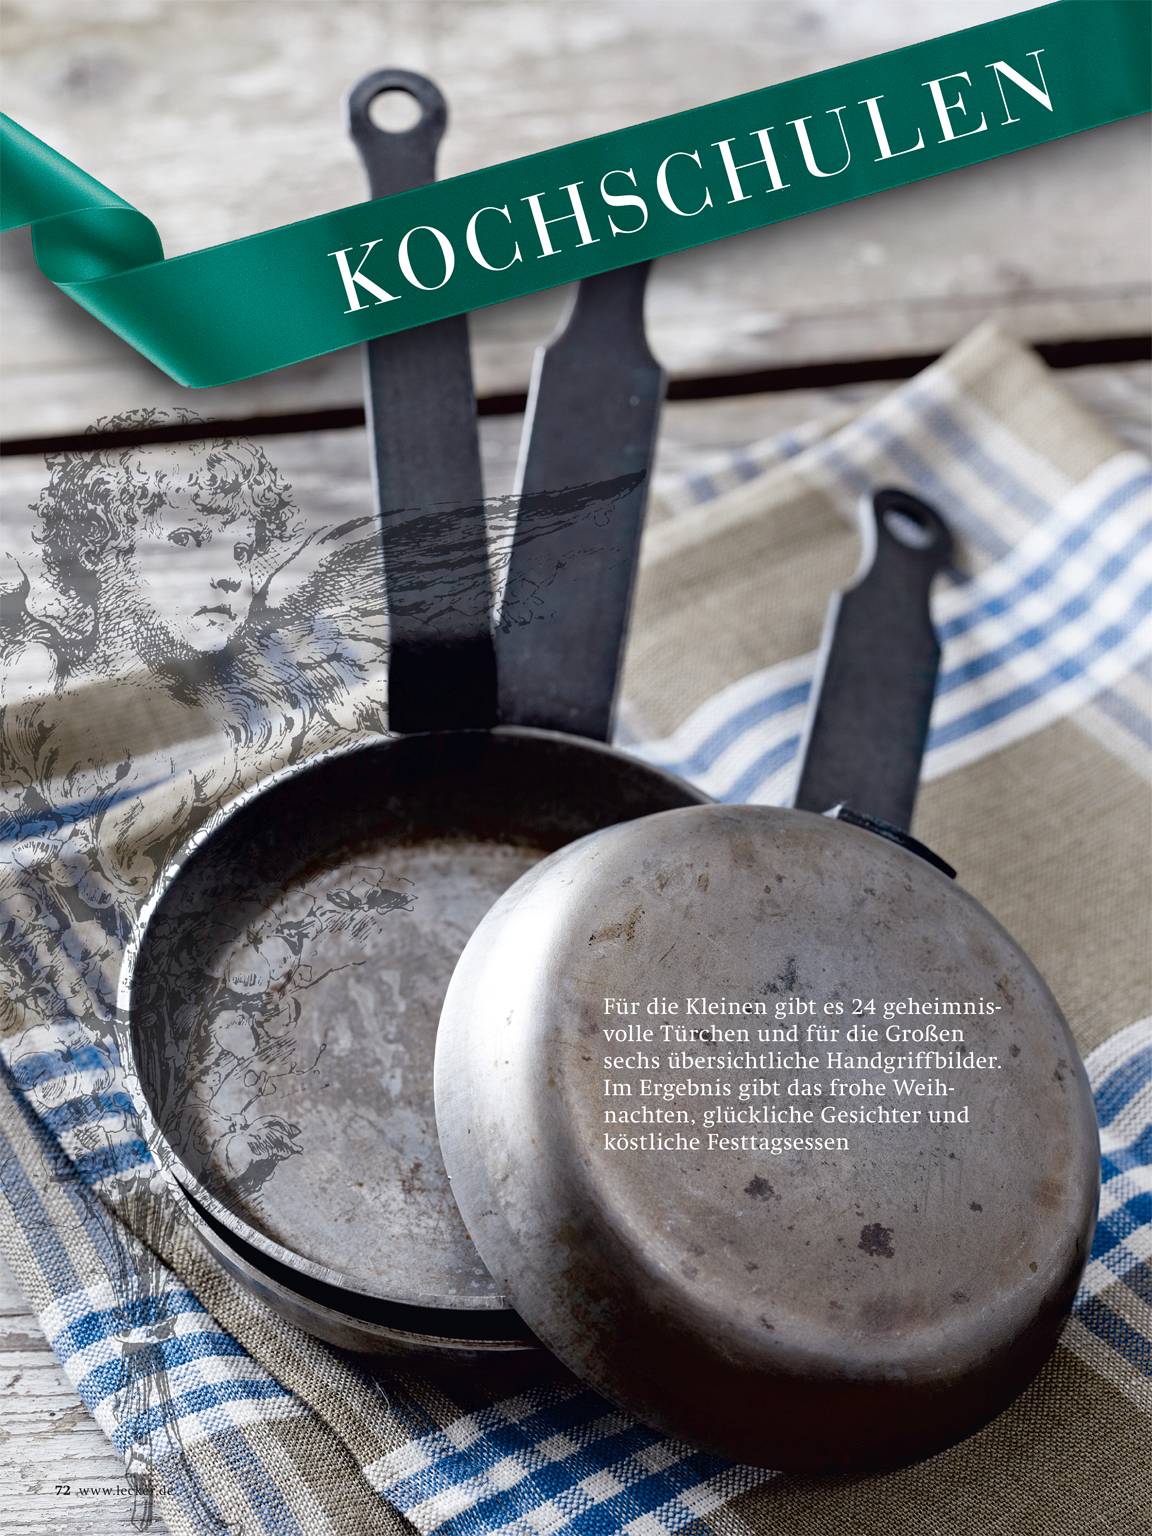 KOCHSCHULEN
Für die Kleinen gibt es 24 geheimnis-
volle Türchen und für die Großen
sechs übersichtliche Handgriffbilder.
Im Ergebnis gibt das frohe Weih-
nachten, glückliche Gesichter und
köstliche Festtagsessen
72 www.lecker.de